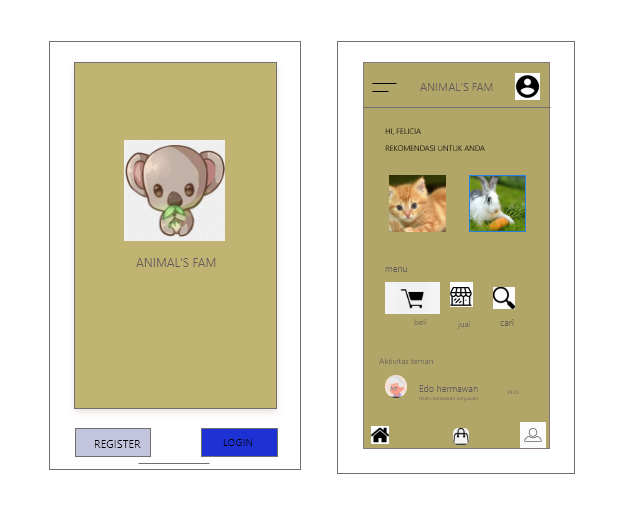 ANIMAL'S FAM
REGISTER
LOGIN
ANIMAL'S FAM
HI, FELICIA
REKOMENDASI UNTUK ANDA
menu
beli
jual
cari
Aktivitas teman
Edo hermawan